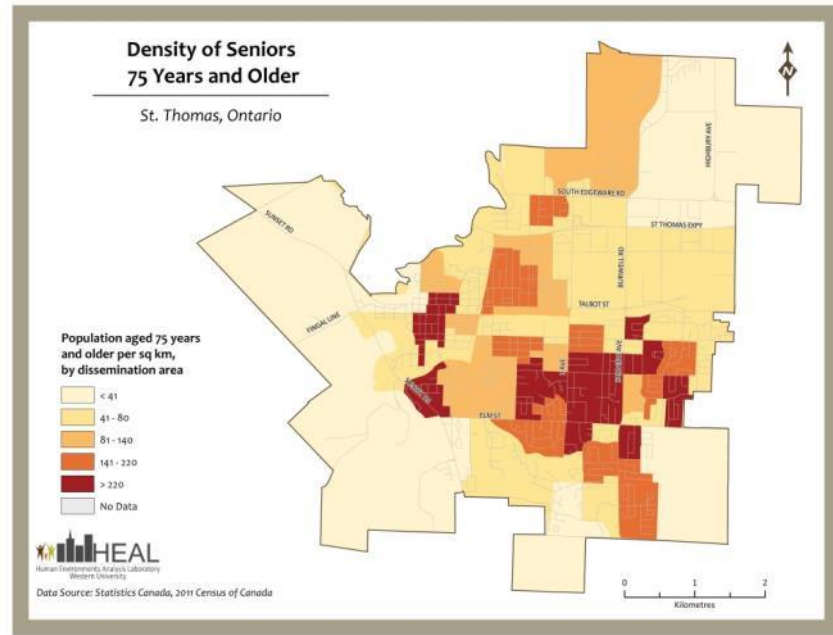 Density of Seniors
75 Years and Older
St. Thomas, Ontario
N
HIGHBURY AVE
SOUTH EDGEWARE RD
SUNSET RD
ST THOMAS EXPY
BURWELL RD
TALBOT ST
FINGAL LINE
AVE
ELM ST
Population aged 75 years
and older per sq km,
by dissemination area
< 41
41 - 80
81 - 140
141 - 220
> 220
No Data
HEAL
Human Environments Analysis Laboratory
Western University
Data Source: Statistics Canada, 2011 Census of Canada
0 1 2
Kilometres